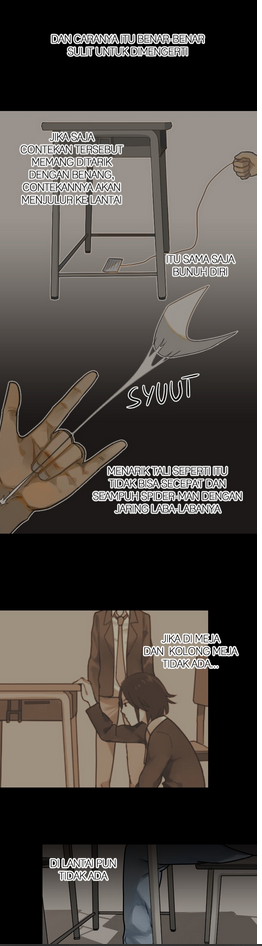 DAN CARANYA ITU BENAR-BENAR
SULIT UNTUK DIMENGERTI
JIKA SAJA
CONTEKAN TERSEBUT
MEMANG DITARIK
DENGAN BENANG,
CONTEKANNYA AKAN
MENJULUR KE LANTAI
ITU SAMA SAJA
BUNUH DIRI
SYUUT
MENARIK TALI SEPERTI ITU
TIDAK BISA SECEPAT DAN
SEAMPUH SPIDER-MAN DENGAN
JARING LABA-LABANYA
JIKA DI MEJA
DAN KOLONG MEJA
TIDAK ADA...
DI LANTAI PUN
TIDAK ADA